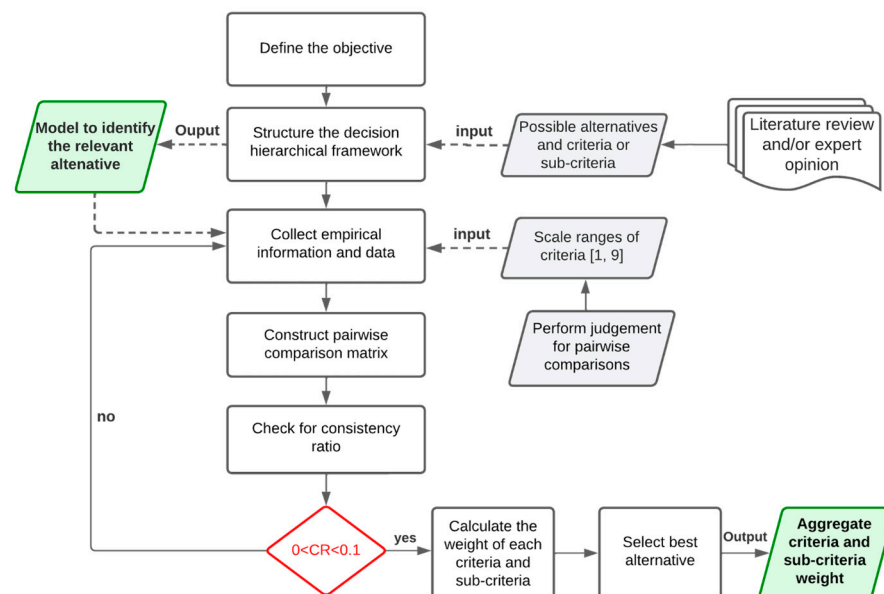 Define the objective
Model to identify
the relevant
altenative
Ouput
Structure the decision
hierarchical framework
input
Possible alternatives
and criteria or
sub-criteria
Literature review
and/or expert
opinion
Collect empirical
information and data
input
Scale ranges of
criteria [1, 9]
Construct pairwise
comparison matrix
Perform judgement
for pairwise
comparisons
no
Check for consistency
ratio
0<CR<0.1
yes
Calculate the
weight of each
criteria and
sub-criteria
Select best
alternative
Output
Aggregate
criteria and
sub-criteria
weight